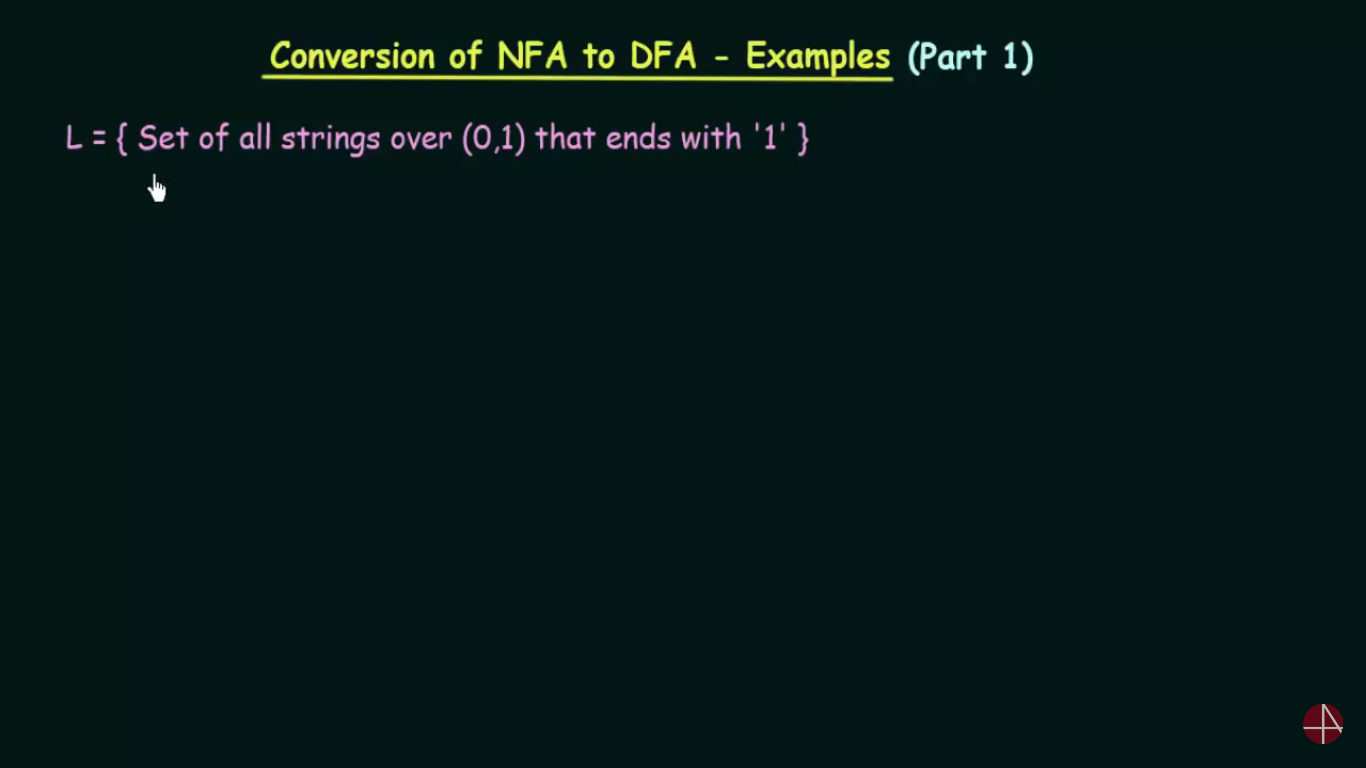 Conversion of NFA to DFA - Examples (Part 1)
L = { Set of all strings over (0,1) that ends with '1' }